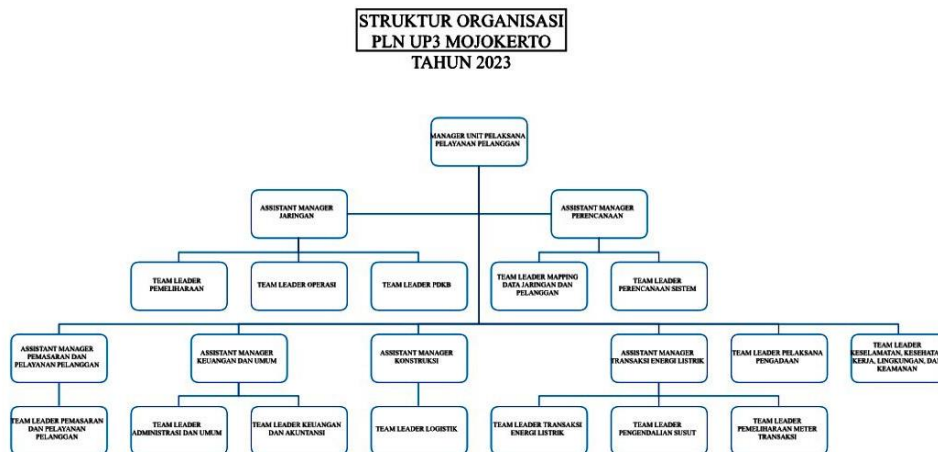 STRUKTUR ORGANISASI
PLN UP3 MOJOKERTO
TAHUN 2023
MANAGER UNIT PELAKSANA
PELAYANAN PELANGGAN
ASSISTANT MANAGER
JARINGAN
ASSISTANT MANAGER
PERENCANAAN
TEAM LEADER
PEMELIHARAAN
TEAM LEADER OPERASI
TEAM LEADER PDKB
TEAM LEADER MAPPING
DATA JARINGAN DAN
PELANGGAN
TEAM LEADER
PERENCANAAN SISTEM
ASSISTANT MANAGER
PEMASARAN DAN
PELAYANAN PELANGGAN
ASSISTANT MANAGER
KEUANGAN DAN UMUM
ASSISTANT MANAGER
KONSTRUKSI
ASSISTANT MANAGER
TRANSAKSI ENERGI LISTRIK
TEAM LEADER PELAKSANA
PENGADAAN
TEAM LEADER
KESELAMATAN, KESEHATA
KERJA, LINGKUNGAN, DA
KEAMANAN
TEAM LEADER PEMASARAN
DAN PELAYANAN
PELANGGAN
TEAM LEADER
ADMINISTRASI DAN UMUM
TEAM LEADER KEUANGAN
DAN AKUNTANSI
TEAM LEADER LOGISTIK
TEAM LEADER TRANSAKSI
ENERGI LISTRIK
TEAM LEADER
PENGENDALIAN SUSUT
TEAM LEADER
PEMELIHARAAN METER
TRANSAKSI